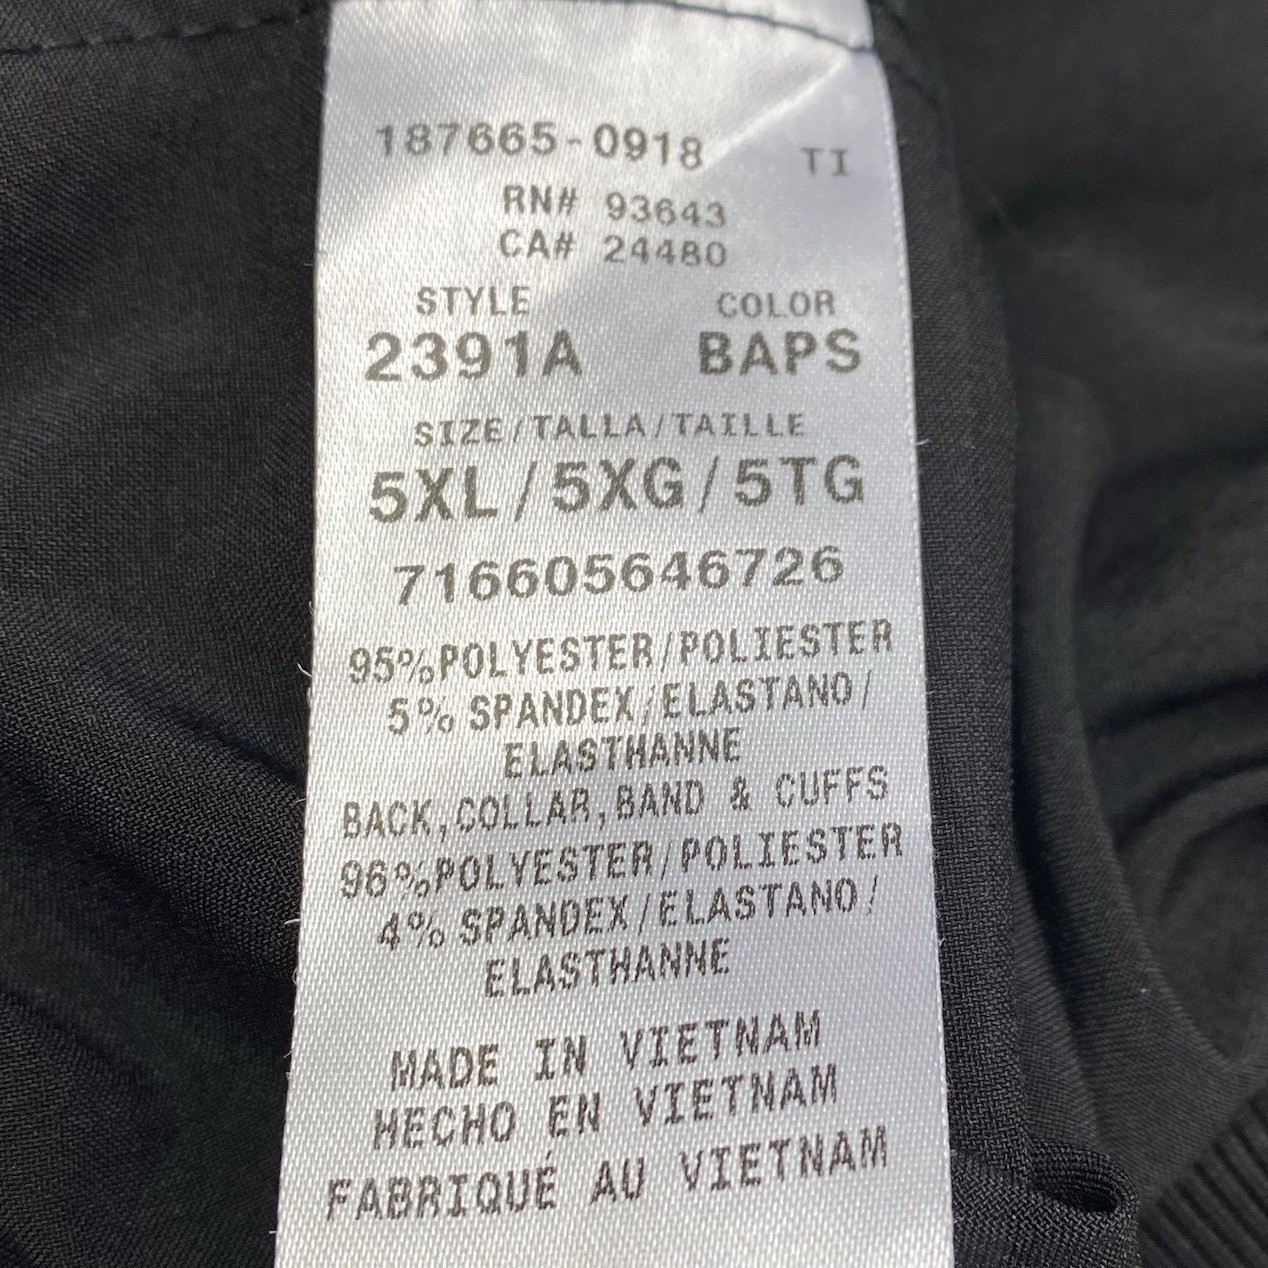 187665-0918 TI
RN# 93643
CA# 24480
STYLE COLOR
2391A BAPS
SIZE/TALLA/TAILLE
5XL/5XG/5TG
716605646726
95%POLYESTER/POLIESTER
5% SPANDEX/ELASTANO/
ELASTHANNE
BACK,COLLAR,BAND & CUFFS
96%POLYESTER/POLIESTER
4% SPANDEX/ELASTANO/
ELASTHANNE
MADE IN VIETNAM
HECHO EN VIETNAM
FABRIQUÉ AU VIETNAM